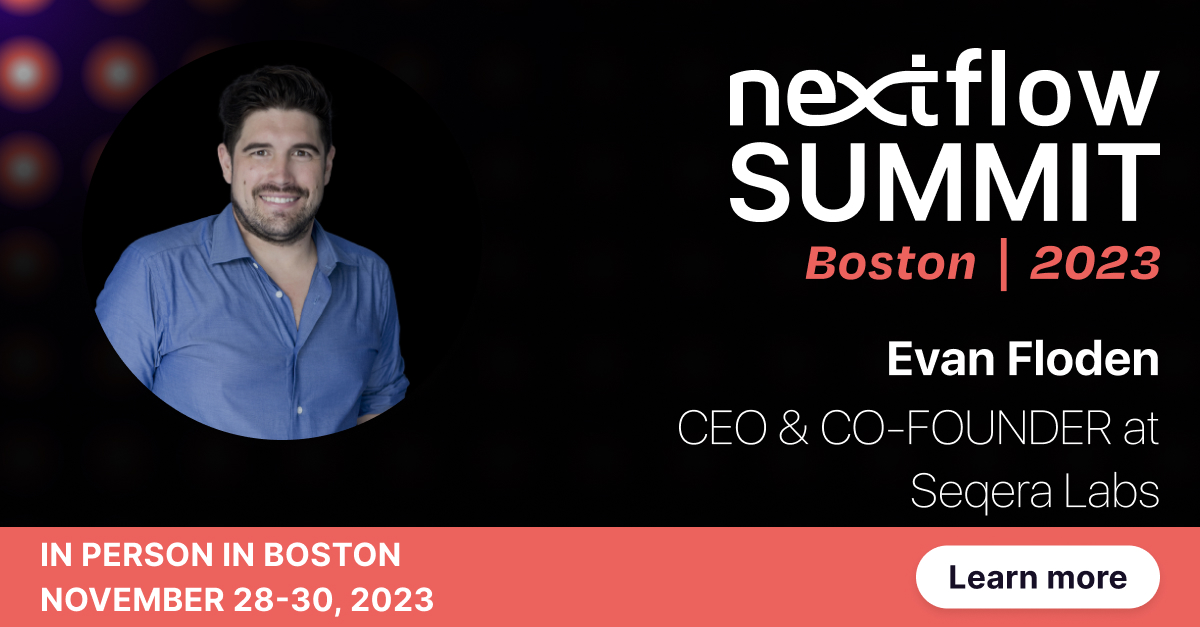 nextflow
SUMMIT
Boston | 2023
Evan Floden
CEO & CO-FOUNDER at
Seqera Labs
IN PERSON IN BOSTON
NOVEMBER 28-30, 2023
Learn more